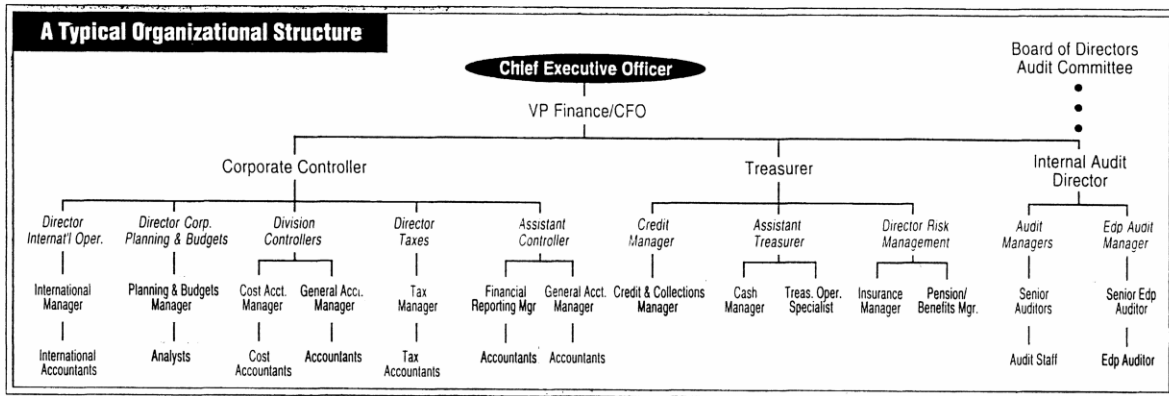 A Typical Organizational Structure
Chief Executive Officer
Board of Directors
Audit Committee
VP Finance/CFO
Corporate Controller
Treasurer
Internal Audit
Director
Director
Internat'l Oper.
Director Corp.
Planning & Budgets
Division
Controllers
Director
Taxes
Assistant
Controller
Credit
Manager
Assistant
Treasurer
Director Risk
Management
Audit
Managers
Edp Audit
Manager
International
Manager
Planning & Budgets
Manager
Cost Acct.
Manager
General Acct.
Manager
Tax
Manager
Financial
Reporting Mgr
General Acct.
Manager
Credit & Collections
Manager
Cash
Manager
Treas. Oper.
Specialist
Insurance
Manager
Pension/
Benefits Mgr.
Senior
Auditors
Senior Edp
Auditor
International
Accountants
Analysts
Cost
Accountants
Accountants
Tax
Accountants
Accountants
Accountants
Audit Staff
Edp Auditor